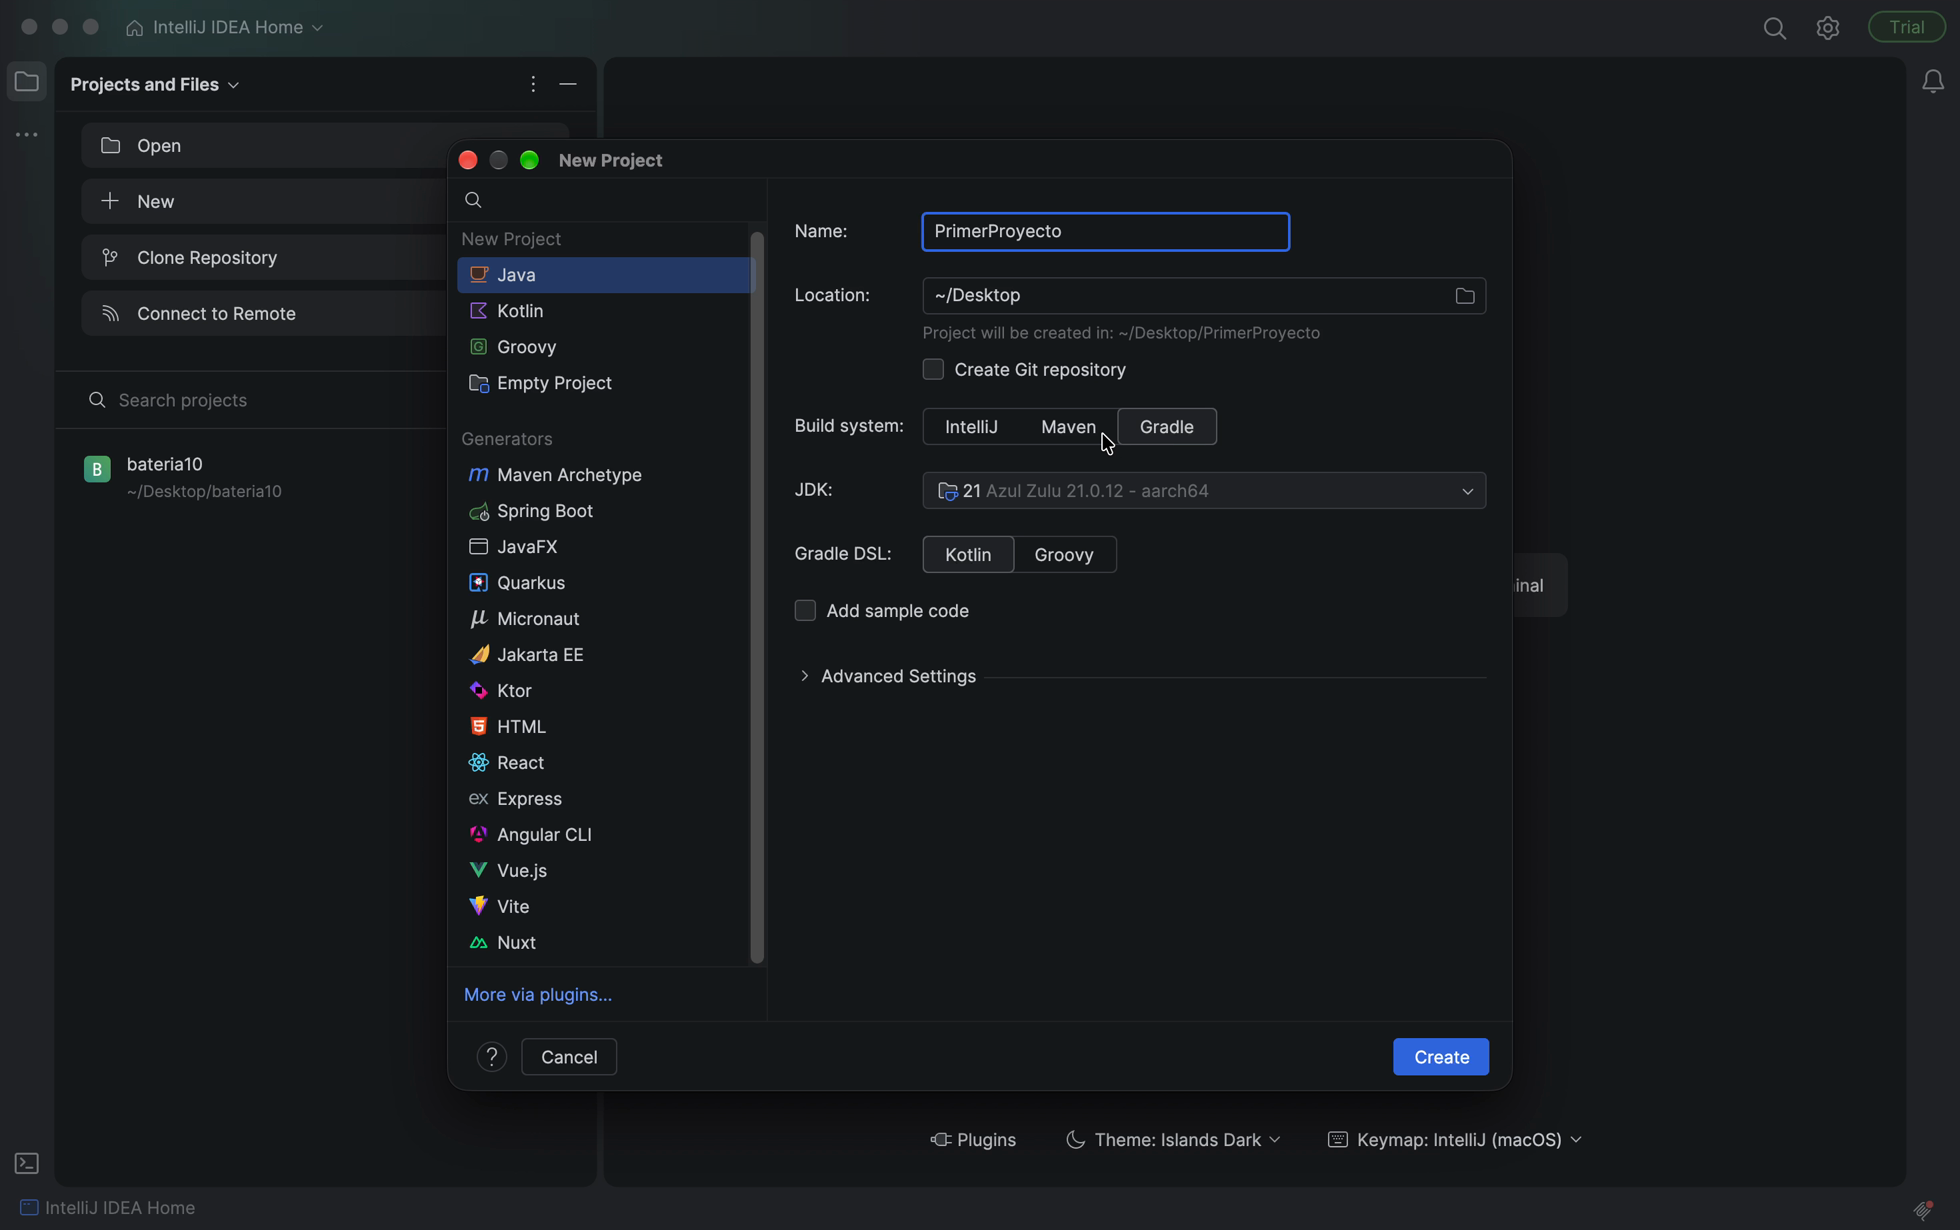 IntelliJ IDEA Home
Trial
Projects and Files
Open
New
Clone Repository
Connect to Remote
Search projects
B
bateria10
~/Desktop/bateria10
New Project
New Project
Java
Kotlin
Groovy
Empty Project
Generators
Maven Archetype
Spring Boot
JavaFX
Quarkus
Micronaut
Jakarta EE
Ktor
HTML
React
Express
Angular CLI
Vue.js
Vite
Nuxt
More via plugins...
Name: PrimerProyecto
Location: ~/Desktop
Project will be created in: ~/Desktop/PrimerProyecto
Create Git repository
Build system: IntelliJ Maven Gradle
JDK: 21 Azul Zulu 21.0.12 - aarch64
Gradle DSL: Kotlin Groovy
Add sample code
Advanced Settings
? Cancel Create
inal
Plugins Theme: Islands Dark Keymap: IntelliJ (macOS)
IntelliJ IDEA Home